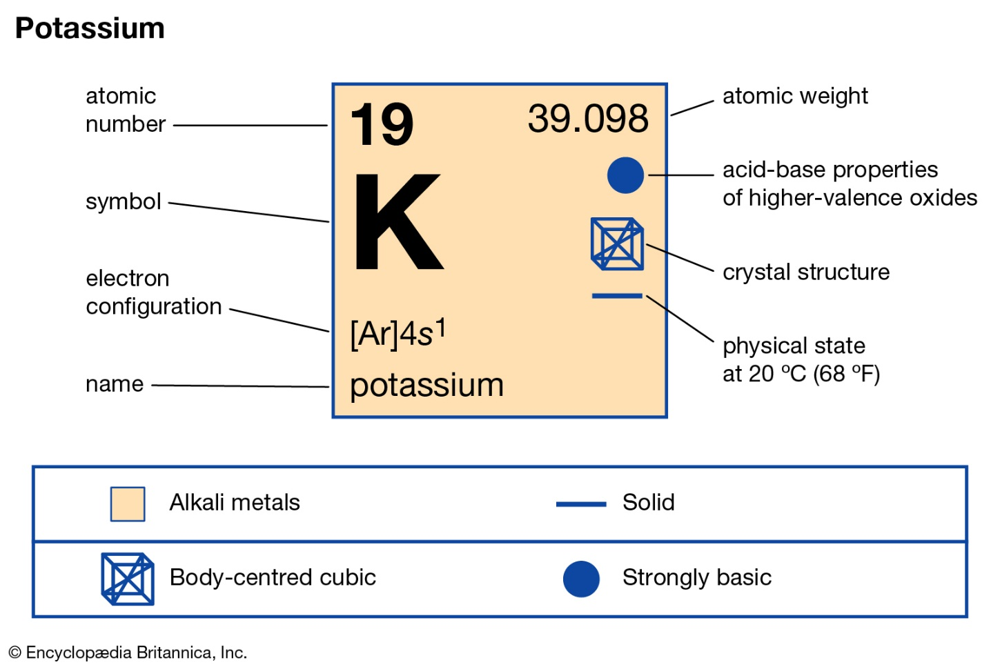 Potassium
atomic
number
symbol
electron
configuration
name
19
39.098
K
[Ar]4s¹
potassium
atomic weight
acid-base properties
of higher-valence oxides
crystal structure
physical state
at 20 ºC (68 ºF)
Alkali metals
Solid
Body-centred cubic
Strongly basic
© Encyclopædia Britannica, Inc.